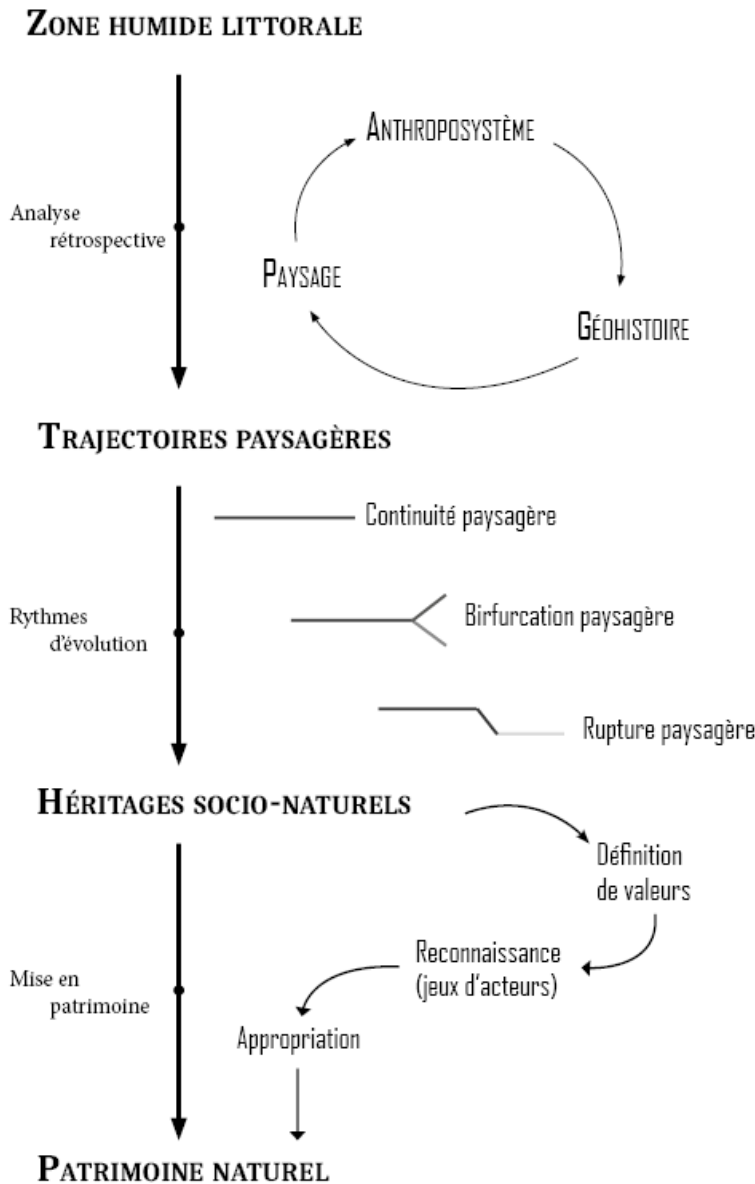 ZONE HUMIDE LITTORALE
ANTHROPOSYSTÈME
Analyse
rétrospective
PAYSAGE
GÉOHISTOIRE
TRAJECTOIRES PAYSAGÈRES
Continuité paysagère
Rythmes
d'évolution
Birfurcation paysagère
Rupture paysagère
HÉRITAGES SOCIO-NATURELS
Définition
de valeurs
Reconnaissance
(jeux d'acteurs)
Mise en
patrimoine
Appropriation
PATRIMOINE NATUREL